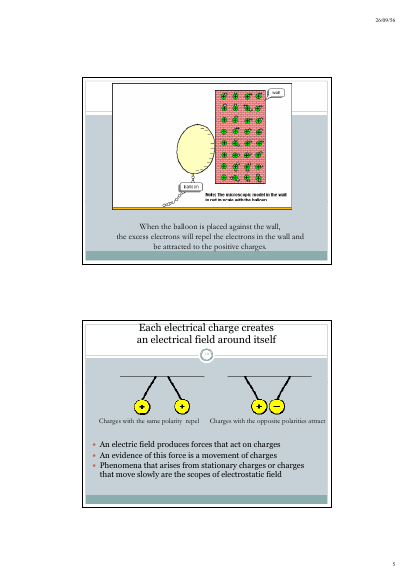 26/09/56
wall
balloon
Note: The microscopic model in the wall
is not to scale with the balloon
When the balloon is placed against the wall,
the excess electrons will repel the electrons in the wall and
be attracted to the positive charges.
Each electrical charge creates
an electrical field around itself
+ + + −
Charges with the same polarity repel Charges with the opposite polarities attract
• An electric field produces forces that act on charges
• An evidence of this force is a movement of charges
• Phenomena that arises from stationary charges or charges
that move slowly are the scopes of electrostatic field
5